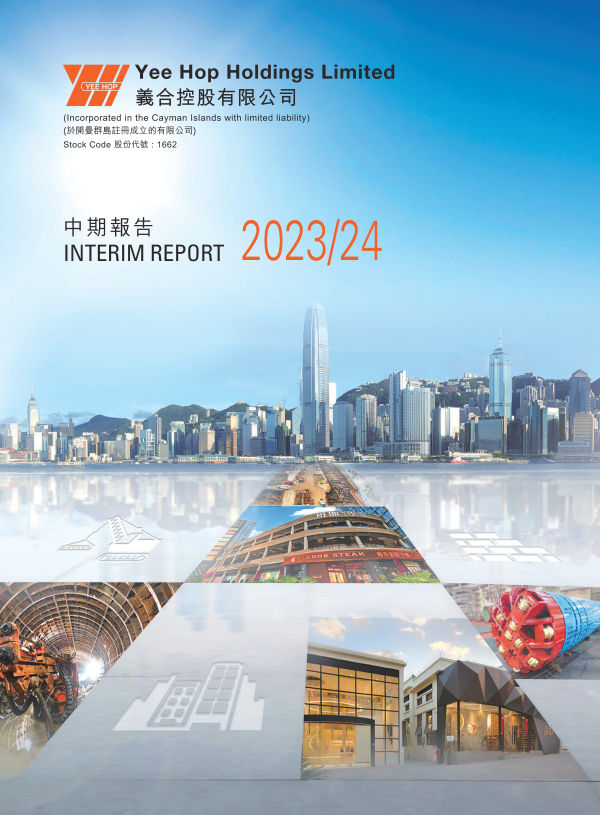 YEE HOP
Yee Hop Holdings Limited
義合控股有限公司
(Incorporated in the Cayman Islands with limited liability)
(於開曼群島註冊成立的有限公司)
Stock Code 股份代號：1662
中期報告
INTERIM REPORT 2023/24
COOK STEAK